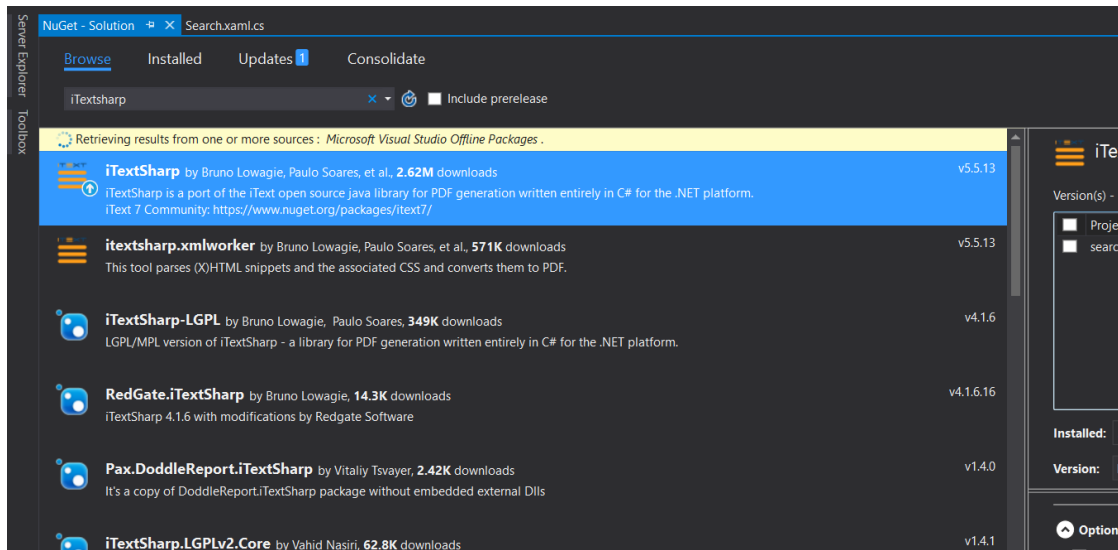 Server Explorer
Toolbox
NuGet - Solution
Search.xaml.cs
Browse Installed Updates 1 Consolidate
iTextsharp
Include prerelease
Retrieving results from one or more sources : Microsoft Visual Studio Offline Packages .
iTextSharp by Bruno Lowagie, Paulo Soares, et al., 2.62M downloads v5.5.13
iTextSharp is a port of the iText open source java library for PDF generation written entirely in C# for the .NET platform.
iText 7 Community: https://www.nuget.org/packages/itext7/
itextsharp.xmlworker by Bruno Lowagie, Paulo Soares, et al., 571K downloads v5.5.13
This tool parses (X)HTML snippets and the associated CSS and converts them to PDF.
iTextSharp-LGPL by Bruno Lowagie, Paulo Soares, 349K downloads v4.1.6
LGPL/MPL version of iTextSharp - a library for PDF generation written entirely in C# for the .NET platform.
RedGate.iTextSharp by Bruno Lowagie, 14.3K downloads v4.1.6.16
iTextSharp 4.1.6 with modifications by Redgate Software
Pax.DoddleReport.iTextSharp by Vitaliy Tsvayer, 2.42K downloads v1.4.0
It's a copy of DoddleReport.iTextSharp package without embedded external Dlls
iTextSharp.LGPLv2.Core by Vahid Nasiri, 62.8K downloads v1.4.1
iTe
Version(s) -
Proje
searc
Installed:
Version:
Option